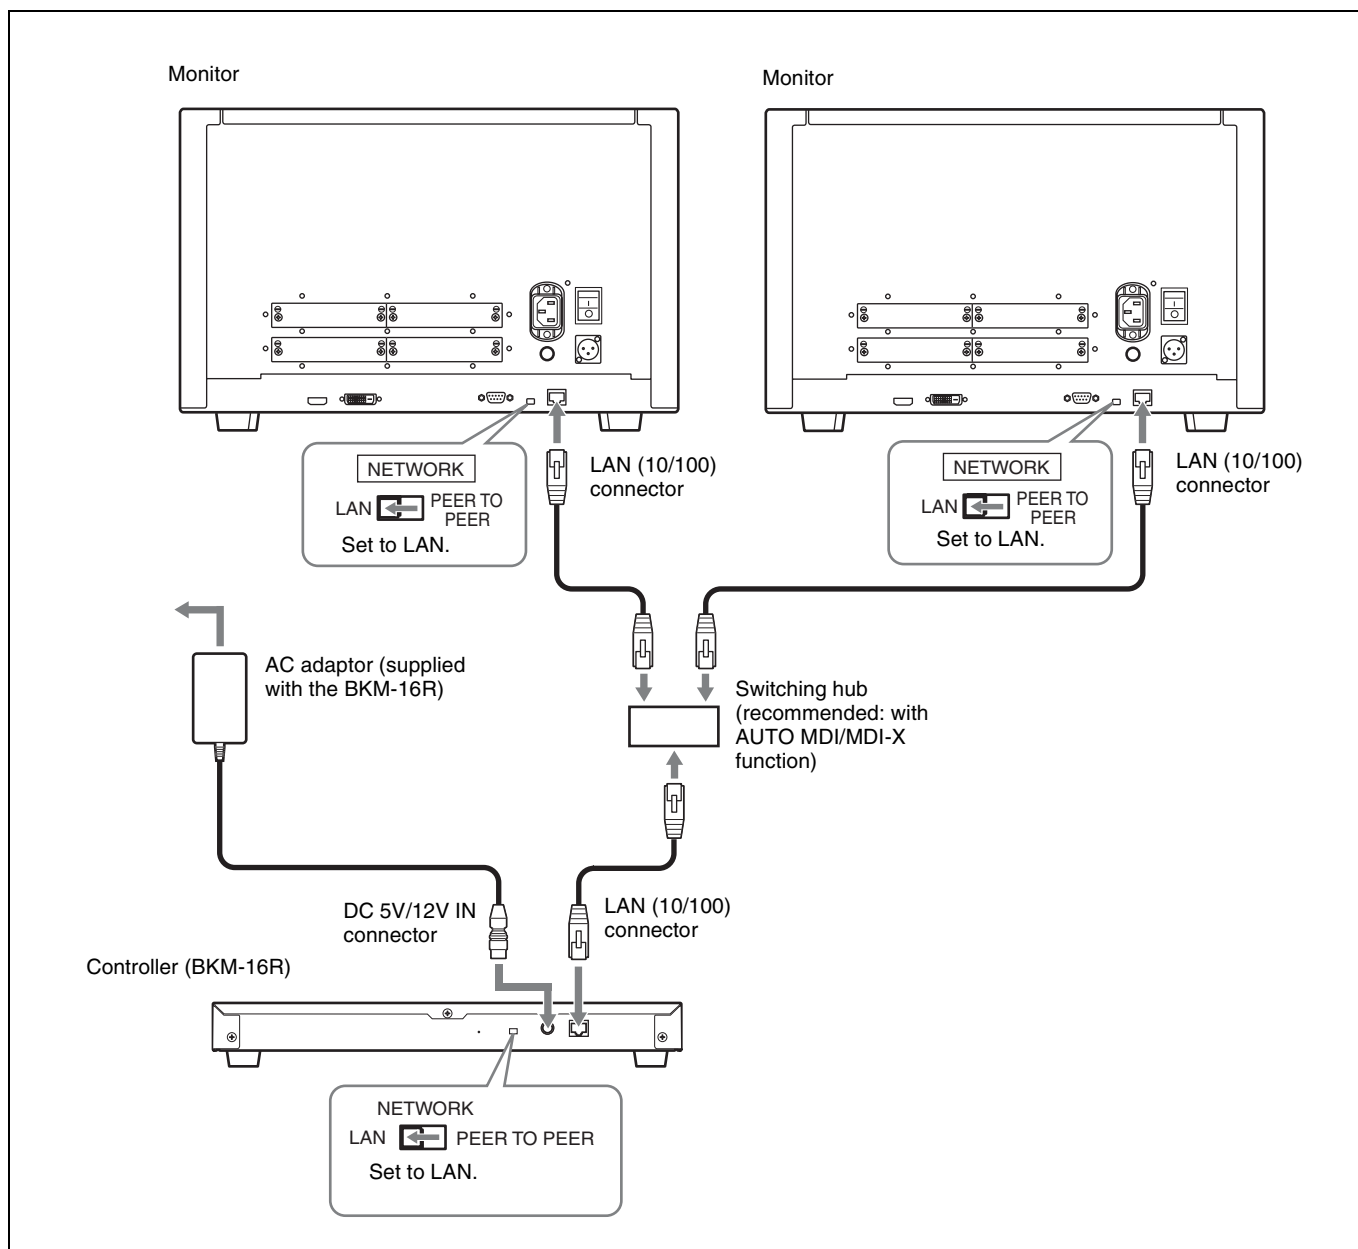 Monitor
Monitor
NETWORK
LAN
PEER TO
PEER
Set to LAN.
LAN (10/100)
connector
NETWORK
LAN
PEER TO
PEER
Set to LAN.
LAN (10/100)
connector
AC adaptor (supplied
with the BKM-16R)
Switching hub
(recommended: with
AUTO MDI/MDI-X
function)
DC 5V/12V IN
connector
LAN (10/100)
connector
Controller (BKM-16R)
NETWORK
LAN PEER TO PEER
Set to LAN.